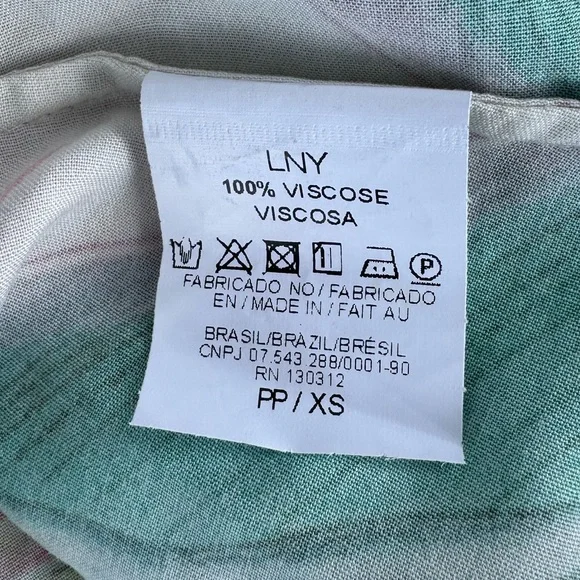 LNY
100% VISCOSE
VISCOSA
P
FABRICADO NO / FABRICADO
EN / MADE IN / FAIT AU
BRASIL/BRAZIL/BRÉSIL
CNPJ 07.543.288/0001-90
RN 130312
PP / XS